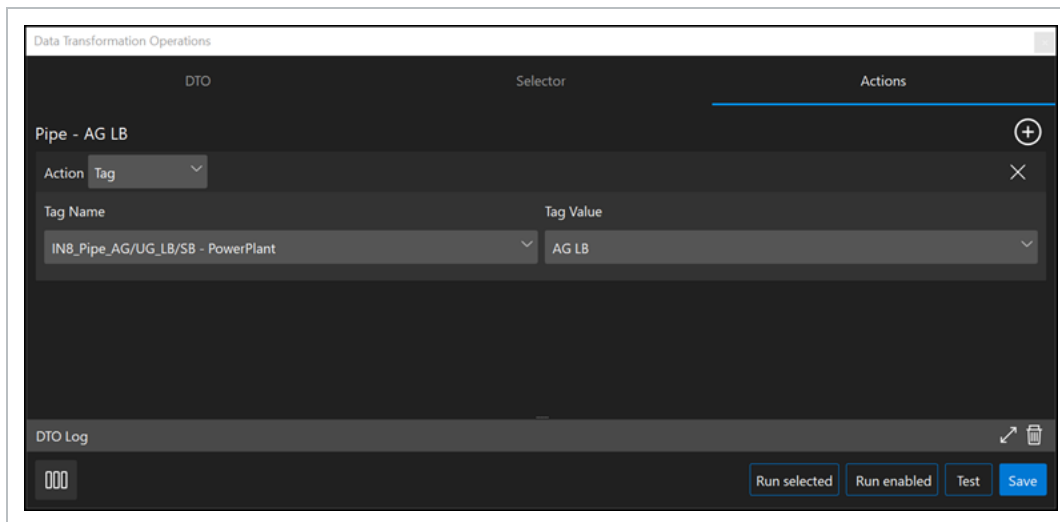 Data Transformation Operations
DTO Selector Actions
Pipe - AG LB
Action Tag
Tag Name Tag Value
IN8_Pipe_AG/UG_LB/SB - PowerPlant AG LB
DTO Log
Run selected Run enabled Test Save